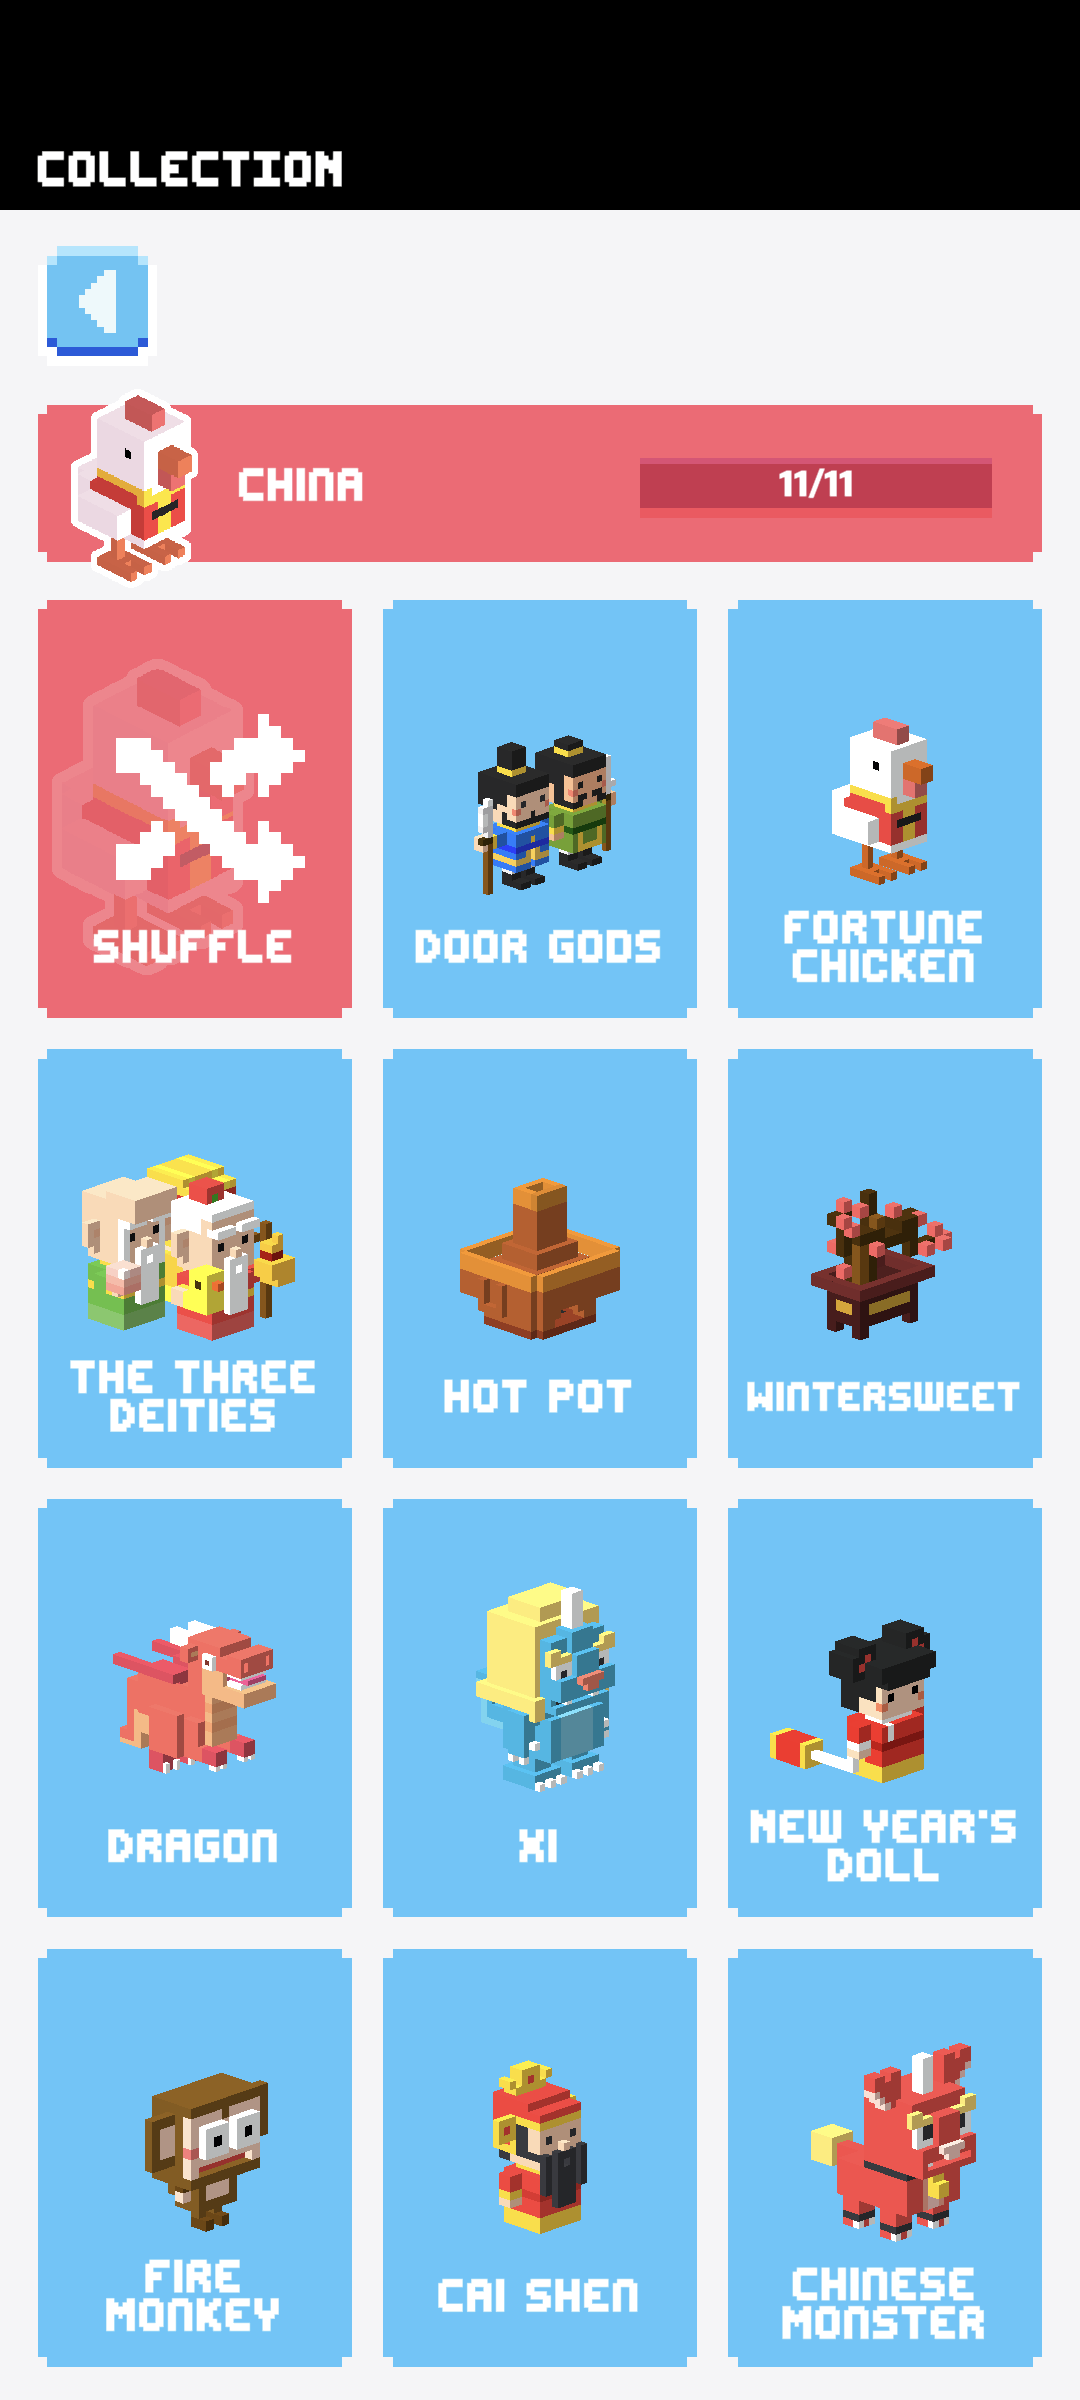 COLLECTION
CHINA
11/11
SHUFFLE
DOOR GODS
FORTUNE
CHICKEN
THE THREE
DEITIES
HOT POT
WINTERSWEET
DRAGON
XI
NEW YEAR'S
DOLL
FIRE
MONKEY
CAI SHEN
CHINESE
MONSTER